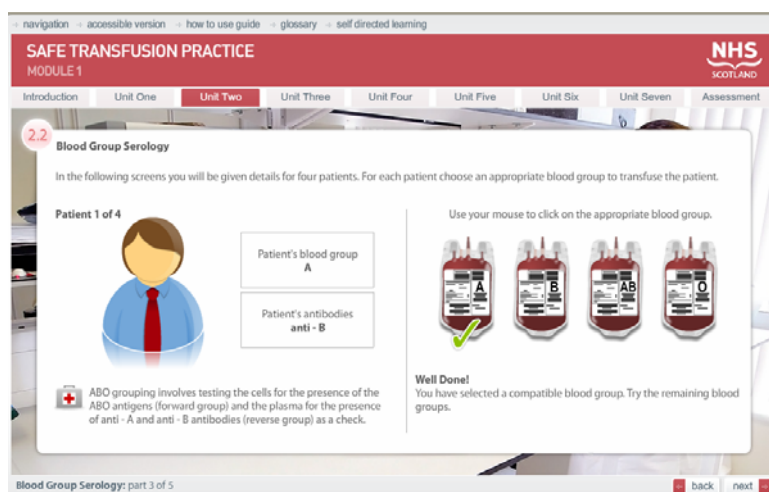 navigation accessible version how to use guide glossary self directed learning
SAFE TRANSFUSION PRACTICE
MODULE 1
NHS
SCOTLAND
Introduction Unit One Unit Two Unit Three Unit Four Unit Five Unit Six Unit Seven Assessment
2.2
Blood Group Serology
In the following screens you will be given details for four patients. For each patient choose an appropriate blood group to transfuse the patient.
Patient 1 of 4
Patient's blood group
A
Patient's antibodies
anti - B
ABO grouping involves testing the cells for the presence of the
ABO antigens (forward group) and the plasma for the presence
of anti - A and anti - B antibodies (reverse group) as a check.
Use your mouse to click on the appropriate blood group.
A B AB O
Well Done!
You have selected a compatible blood group. Try the remaining blood
groups.
Blood Group Serology: part 3 of 5
back next